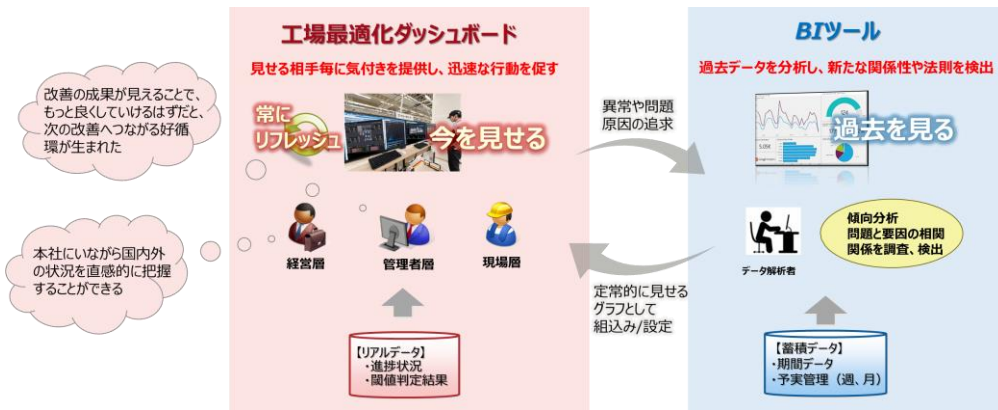 工場最適化ダッシュボード
見せる相手毎に気付きを提供し、迅速な行動を促す
常に
リフレッシュ
今を見せる
経営層
管理者層
現場層
【リアルデータ】
・進捗状況
・閾値判定結果
改善の成果が見えることで、
もっと良くしていけるはずだと、
次の改善へつながる好循
環が生まれた
本社にいながら国内外
の状況を直感的に把握
することができる
異常や問題
原因の追求
定常的に見せる
グラフとして
組込み/設定
BIツール
過去データを分析し、新たな関係性や法則を検出
過去を見る
5.05K
データ解析者
傾向分析
問題と要因の相関
関係を調査、検出
【蓄積データ】
・期間データ
・予実管理（週、月）